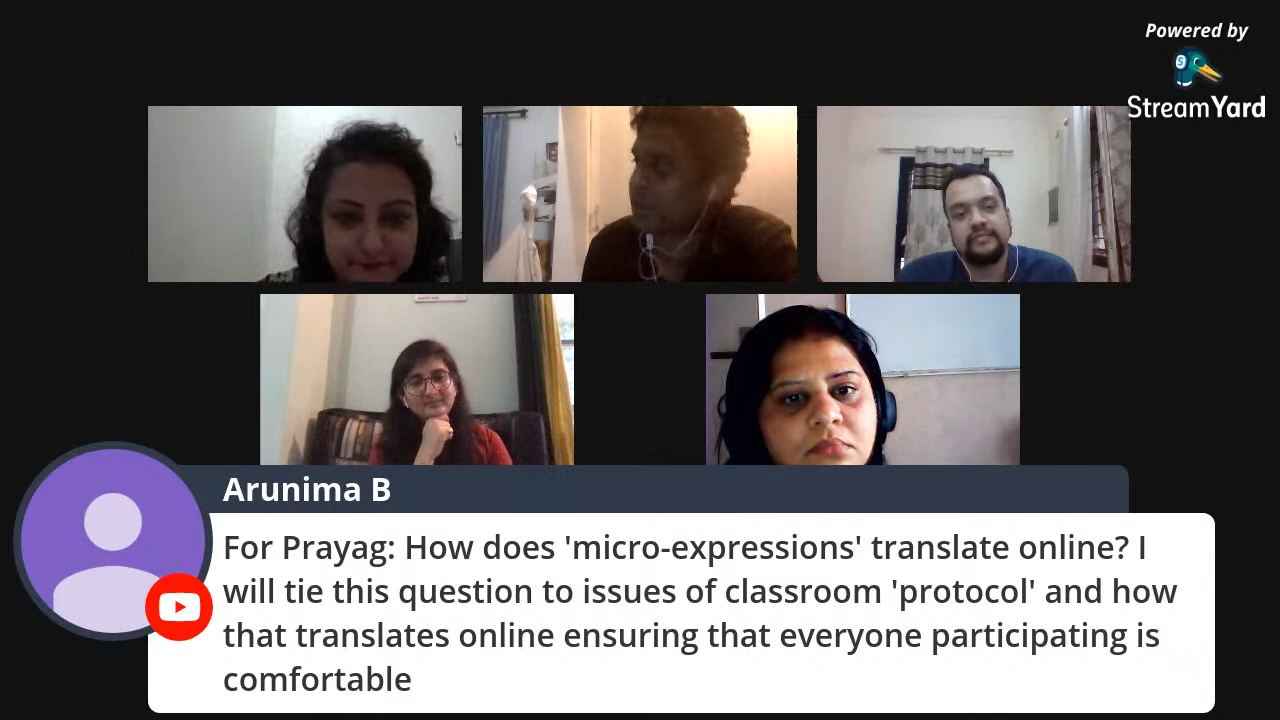 Powered by
StreamYard
Arunima B
For Prayag: How does 'micro-expressions' translate online? I
will tie this question to issues of classroom 'protocol' and how
that translates online ensuring that everyone participating is
comfortable